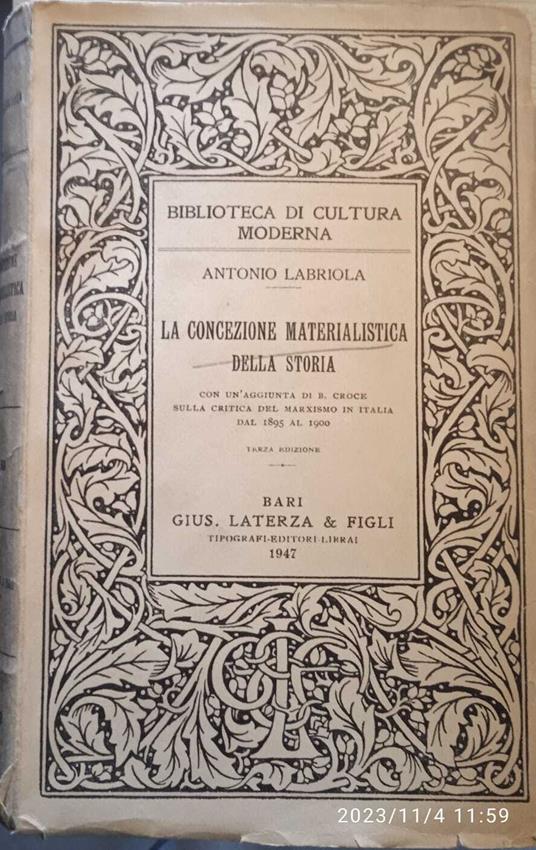 BIBLIOTECA DI CULTURA
MODERNA
ANTONIO LABRIOLA
LA CONCEZIONE MATERIALISTICA
DELLA STORIA
CON UN'AGGIUNTA DI B. CROCE
SULLA CRITICA DEL MARXISMO IN ITALIA
DAL 1895 AL 1900
TERZA EDIZIONE
BARI
GIUS. LATERZA & FIGLI
TIPOGRAFI-EDITORI-LIBRAI
1947
2023/11/4 11:59